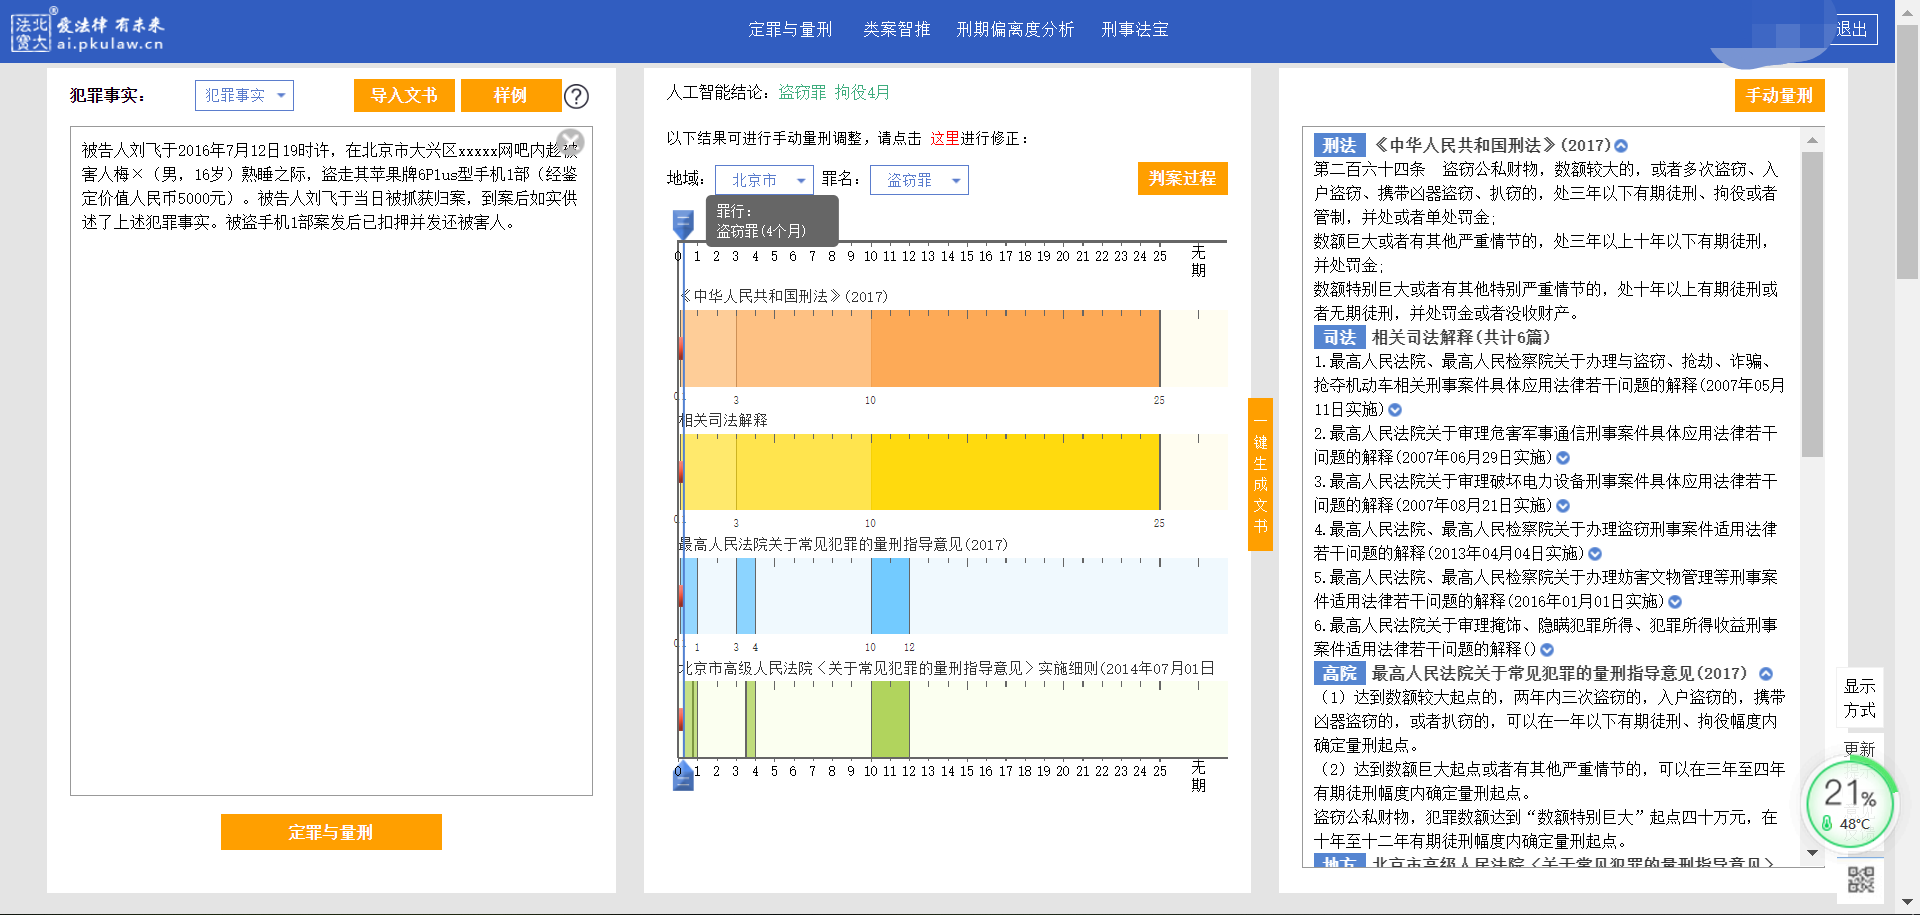 北大法宝®
爱法律 有未来
ai.pkulaw.cn
定罪与量刑 类案智推 刑期偏离度分析 刑事法宝
退出
犯罪事实：
犯罪事实
导入文书
样例
?
被告人刘飞于2016年7月12日19时许，在北京市大兴区xxxxx网吧内趁被
害人梅×（男，16岁）熟睡之际，盗走其苹果牌6Plus型手机1部（经鉴
定价值人民币5000元）。被告人刘飞于当日被抓获归案，到案后如实供
述了上述犯罪事实。被盗手机1部案发后已扣押并发还被害人。
定罪与量刑
人工智能结论：盗窃罪 拘役4月
以下结果可进行手动量刑调整，请点击 这里进行修正：
地域： 北京市 罪名： 盗窃罪
判案过程
罪行：
盗窃罪(4个月)
0 1 2 3 4 5 6 7 8 9 10 11 12 13 14 15 16 17 18 19 20 21 22 23 24 25 无期
《中华人民共和国刑法》(2017)
3 10 25
相关司法解释
3 10 25
最高人民法院关于常见犯罪的量刑指导意见(2017)
1 3 4 10 12
北京市高级人民法院〈关于常见犯罪的量刑指导意见〉实施细则(2014年07月01日
0 1 2 3 4 5 6 7 8 9 10 11 12 13 14 15 16 17 18 19 20 21 22 23 24 25 无期
一键生成文书
手动量刑
刑法 《中华人民共和国刑法》(2017)
第二百六十四条　盗窃公私财物，数额较大的，或者多次盗窃、入
户盗窃、携带凶器盗窃、扒窃的，处三年以下有期徒刑、拘役或者
管制，并处或者单处罚金；
数额巨大或者有其他严重情节的，处三年以上十年以下有期徒刑，
并处罚金；
数额特别巨大或者有其他特别严重情节的，处十年以上有期徒刑或
者无期徒刑，并处罚金或者没收财产。
司法 相关司法解释(共计6篇)
1.最高人民法院、最高人民检察院关于办理与盗窃、抢劫、诈骗、
抢夺机动车相关刑事案件具体应用法律若干问题的解释(2007年05月
11日实施)
2.最高人民法院关于审理危害军事通信刑事案件具体应用法律若干
问题的解释(2007年06月29日实施)
3.最高人民法院关于审理破坏电力设备刑事案件具体应用法律若干
问题的解释(2007年08月21日实施)
4.最高人民法院、最高人民检察院关于办理盗窃刑事案件适用法律
若干问题的解释(2013年04月04日实施)
5.最高人民法院、最高人民检察院关于办理妨害文物管理等刑事案
件适用法律若干问题的解释(2016年01月01日实施)
6.最高人民法院关于审理掩饰、隐瞒犯罪所得、犯罪所得收益刑事
案件适用法律若干问题的解释()
高院 最高人民法院关于常见犯罪的量刑指导意见(2017)
（1）达到数额较大起点的，两年内三次盗窃的，入户盗窃的，携带
凶器盗窃的，或者扒窃的，可以在一年以下有期徒刑、拘役幅度内
确定量刑起点。
（2）达到数额巨大起点或者有其他严重情节的，可以在三年至四年
有期徒刑幅度内确定量刑起点。
盗窃公私财物，犯罪数额达到“数额特别巨大”起点四十万元，在
十年至十二年有期徒刑幅度内确定量刑起点。
地方 北京市高级人民法院〈关于常见犯罪的量刑指导意见〉
显示
方式
更新
21%
48℃